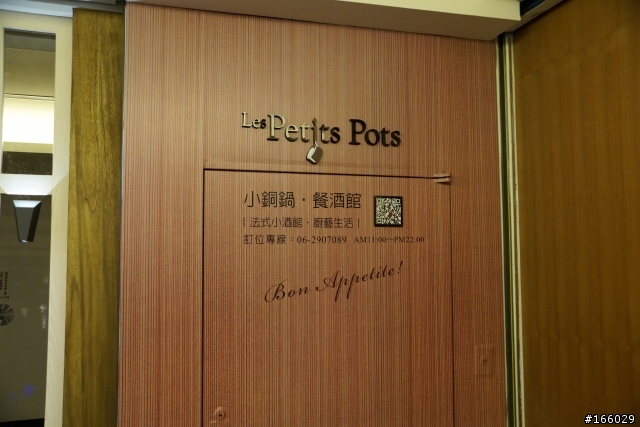 Les Petits Pots
小銅鍋・餐酒館
| 法式小酒館・廚藝生活 |
訂位專線：06-2907089 AM11:00～PM22:00
Bon Appetite!
#166029